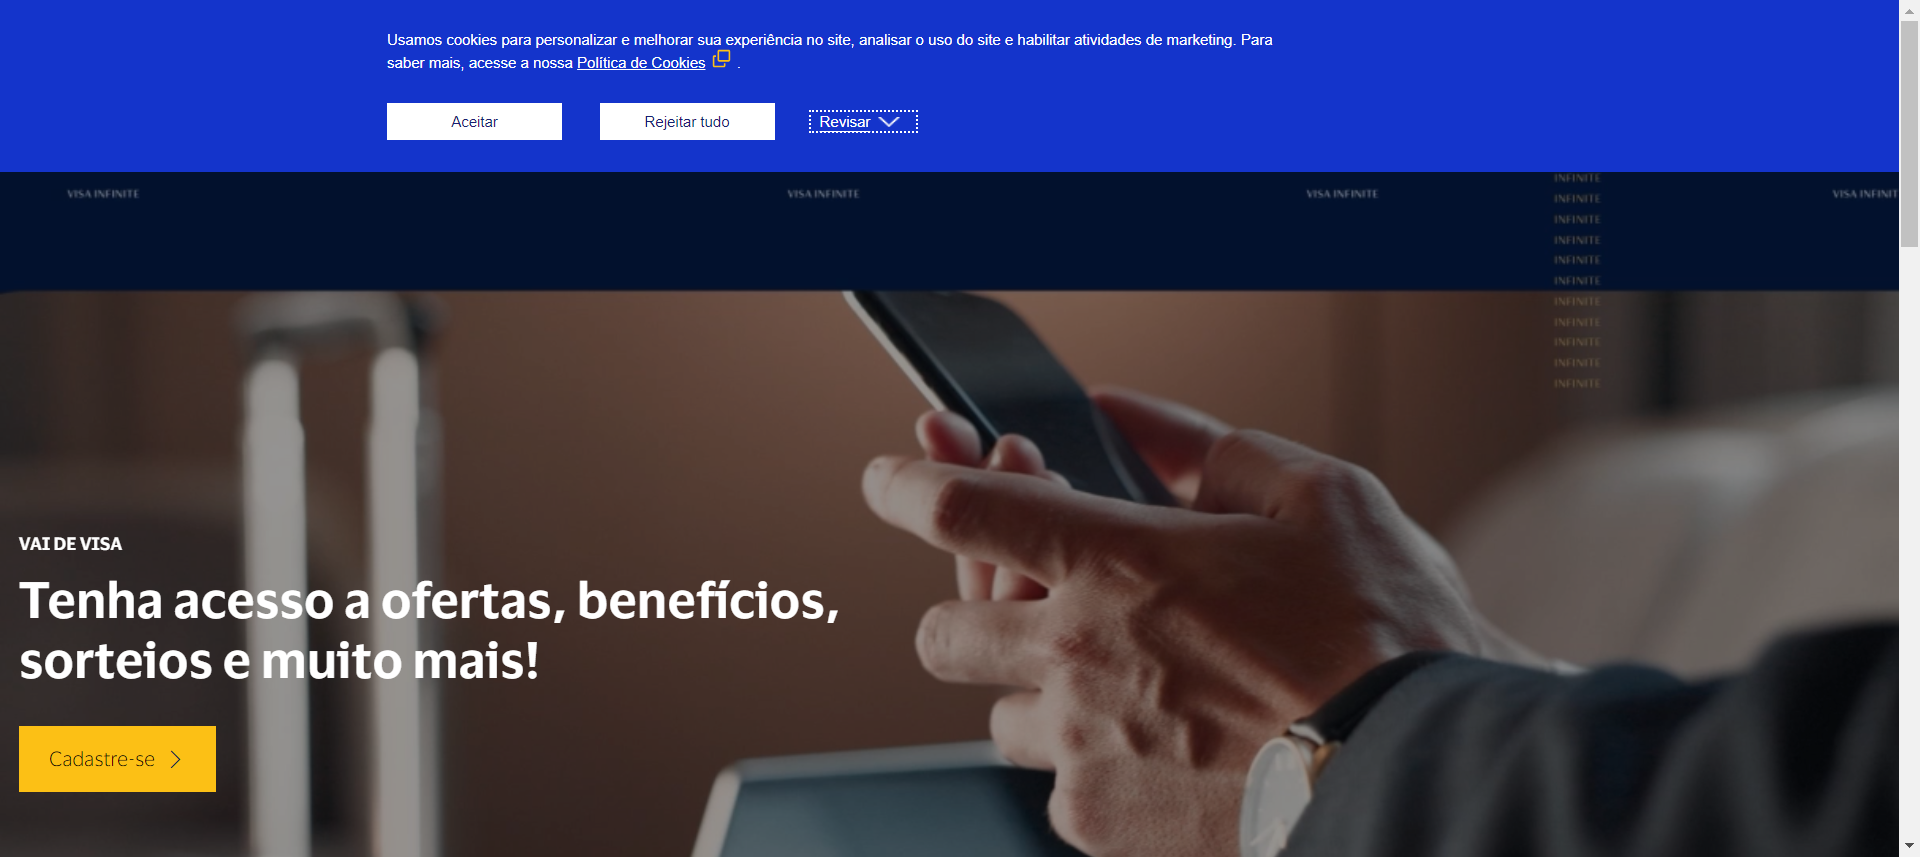 Usamos cookies para personalizar e melhorar sua experiência no site, analisar o uso do site e habilitar atividades de marketing. Para
saber mais, acesse a nossa Política de Cookies .
Aceitar
Rejeitar tudo
Revisar
INFINITE
VISA INFINITE
VISA INFINITE
VISA INFINITE
VISA INFINIT
INFINITE
INFINITE
INFINITE
INFINITE
INFINITE
INFINITE
INFINITE
INFINITE
INFINITE
INFINITE
VAI DE VISA
Tenha acesso a ofertas, benefícios,
sorteios e muito mais!
Cadastre-se